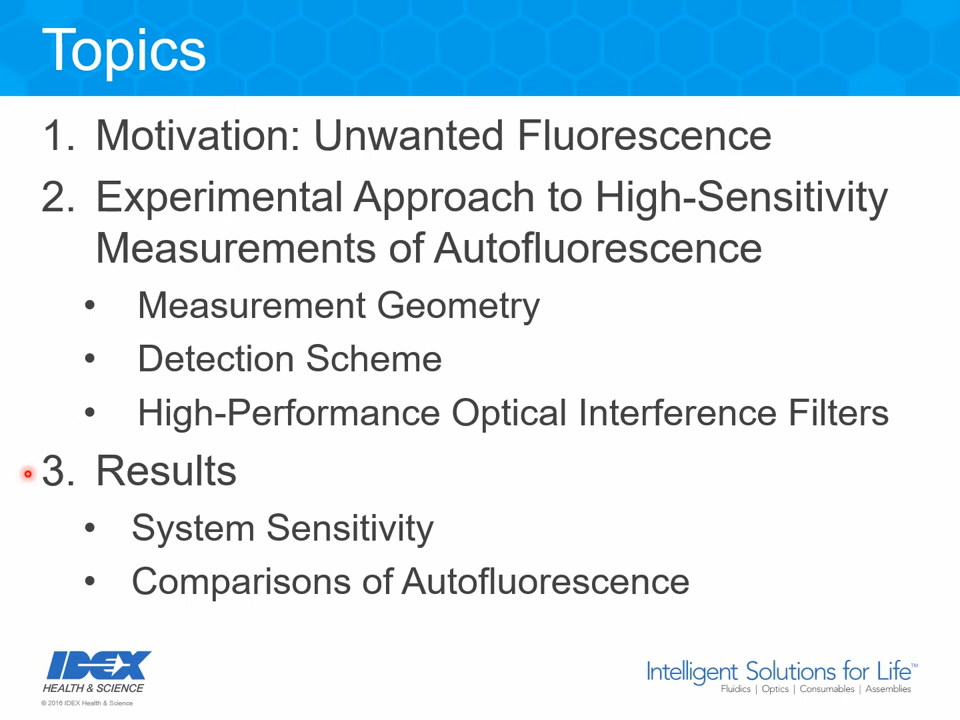 Topics
1. Motivation: Unwanted Fluorescence
2. Experimental Approach to High-Sensitivity
Measurements of Autofluorescence
• Measurement Geometry
• Detection Scheme
• High-Performance Optical Interference Filters
3. Results
• System Sensitivity
• Comparisons of Autofluorescence
IDEX
HEALTH & SCIENCE
© 2016 IDEX Health & Science
Intelligent Solutions for Life™
Fluidics | Optics | Consumables | Assemblies